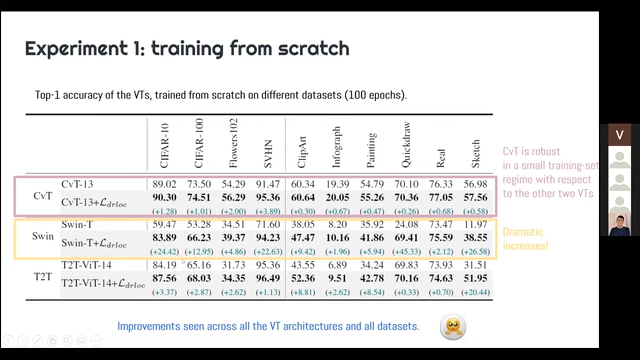 Experiment 1: training from scratch
Top-1 accuracy of the VTs, trained from scratch on different datasets (100 epochs).
CIFAR-10 CIFAR-100 Flowers102 SVHN ClipArt Infograph Painting Quickdraw Real Sketch
CvT CvT-13 89.02 73.50 54.29 91.47 60.34 19.39 54.79 70.10 76.33 56.98
CvT-13+ℒdrloc 90.30 74.51 56.29 95.36 60.64 20.05 55.26 70.36 77.05 57.56
(+1.28) (+1.01) (+2.00) (+3.89) (+0.30) (+0.67) (+0.47) (+0.26) (+0.68) (+0.58)
Swin Swin-T 59.47 53.28 34.51 71.60 38.05 8.20 35.92 24.08 73.47 11.97
Swin-T+ℒdrloc 83.89 66.23 39.37 94.23 47.47 10.16 41.86 69.41 75.59 38.55
(+24.42) (+12.95) (+4.86) (+22.63) (+9.42) (+1.96) (+5.94) (+45.33) (+2.12) (+26.58)
T2T T2T-ViT-14 84.19 65.16 31.73 95.36 43.55 6.89 34.24 69.83 73.93 31.51
T2T-ViT-14+ℒdrloc 87.56 68.03 34.35 96.49 52.36 9.51 42.78 70.16 74.63 51.95
(+3.37) (+2.87) (+2.62) (+1.13) (+8.81) (+2.62) (+8.54) (+0.33) (+0.70) (+20.44)
CvT is robust
in a small training-set
regime with respect
to the other two VTs
Dramatic
increases!
Improvements seen across all the VT architectures and all datasets.
V